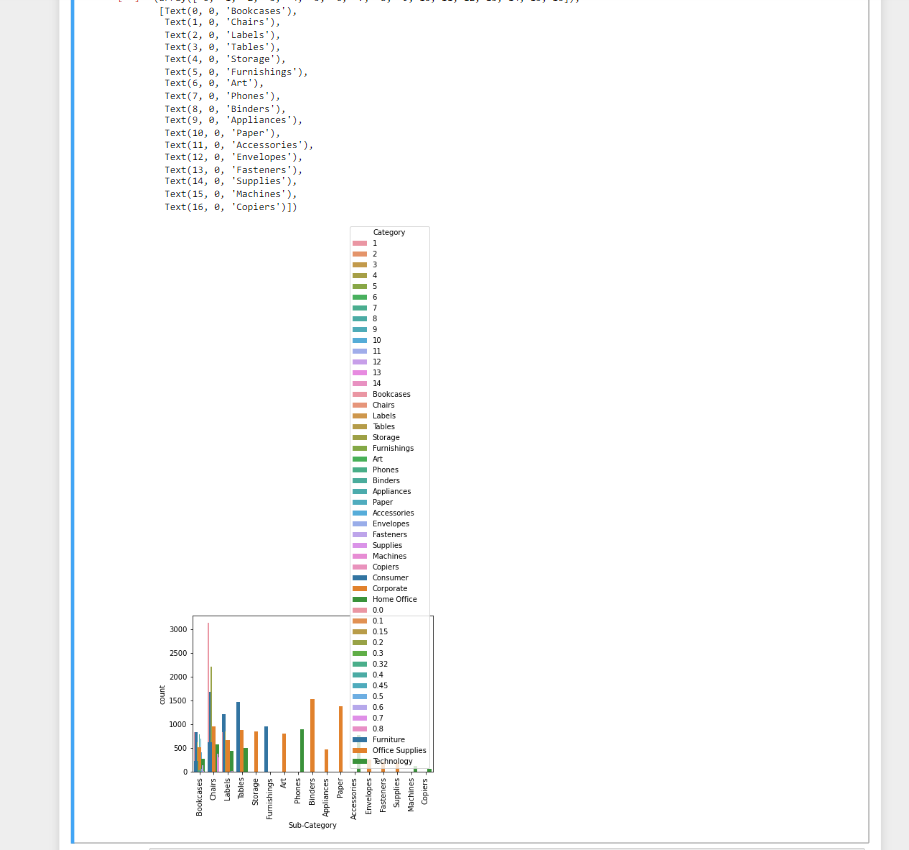 [Text(0, 0, 'Bookcases'),
Text(1, 0, 'Chairs'),
Text(2, 0, 'Labels'),
Text(3, 0, 'Tables'),
Text(4, 0, 'Storage'),
Text(5, 0, 'Furnishings'),
Text(6, 0, 'Art'),
Text(7, 0, 'Phones'),
Text(8, 0, 'Binders'),
Text(9, 0, 'Appliances'),
Text(10, 0, 'Paper'),
Text(11, 0, 'Accessories'),
Text(12, 0, 'Envelopes'),
Text(13, 0, 'Fasteners'),
Text(14, 0, 'Supplies'),
Text(15, 0, 'Machines'),
Text(16, 0, 'Copiers')])
Category
1
2
3
4
5
6
7
8
9
10
11
12
13
14
Bookcases
Chairs
Labels
Tables
Storage
Furnishings
Art
Phones
Binders
Appliances
Paper
Accessories
Envelopes
Fasteners
Supplies
Machines
Copiers
Consumer
Corporate
Home Office
0.0
0.1
0.15
0.2
0.3
0.32
0.4
0.45
0.5
0.6
0.7
0.8
Furniture
Office Supplies
Technology
3000
2500
2000
1500
1000
500
0
count
Bookcases
Chairs
Labels
Tables
Storage
Furnishings
Art
Phones
Binders
Appliances
Paper
Accessories
Envelopes
Fasteners
Supplies
Machines
Copiers
Sub-Category